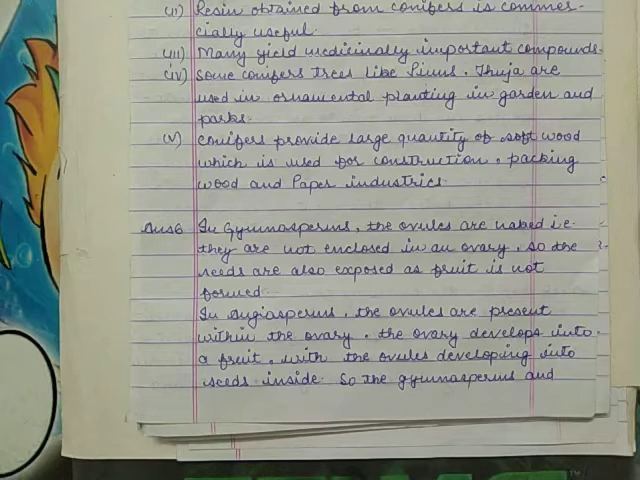 (ii) Resin obtained from conifers is commer-
cially useful.
(iii) Many yield medicinally important compounds.
(iv) Some conifers trees like Pinus, Thuja are
used in ornamental planting in garden and
parks.
(v) conifers provide large quantity of soft wood
which is used for construction, packing
wood and Paper industries.
Ans6 In Gymnosperms, the ovules are naked i.e.
they are not enclosed in an ovary. So the
seeds are also exposed as fruit is not
formed.
In Angiosperms, the ovules are present
within the ovary. the ovary develops into
a fruit, with the ovules developing into
seeds inside. So the gymnosperms and